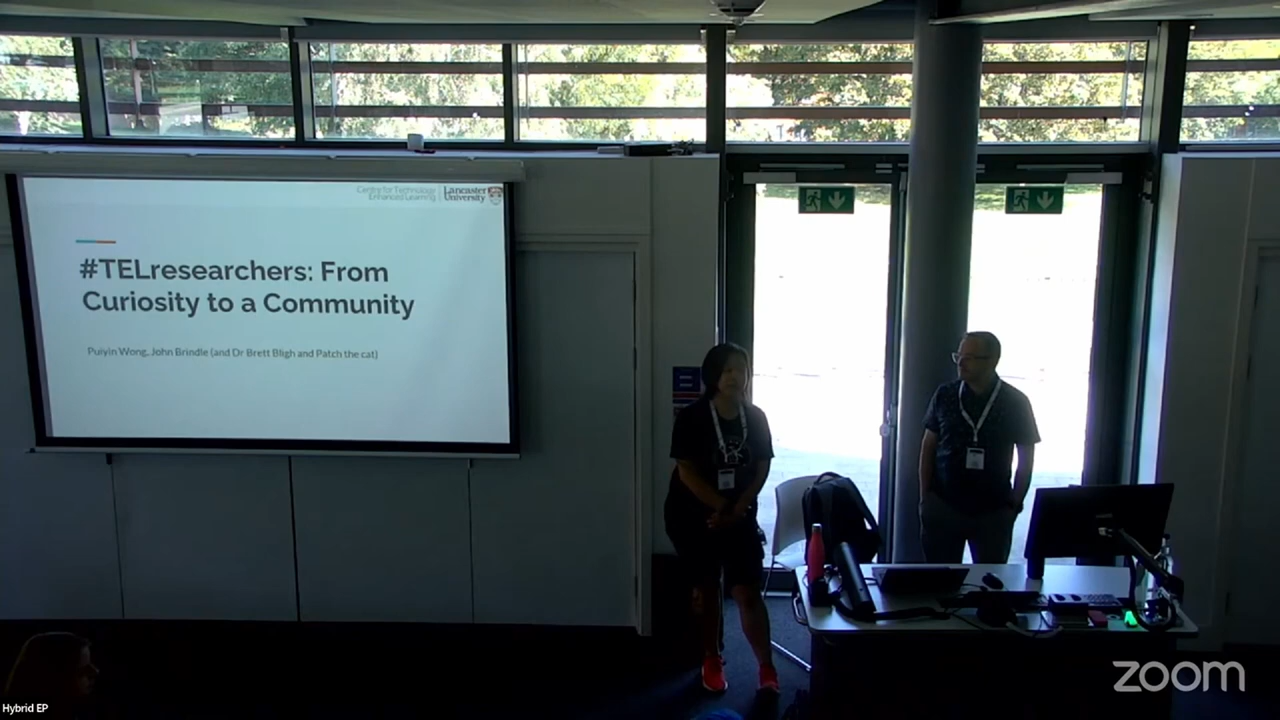 Centre for Technology
Enhanced Learning
Lancaster
University
#TELresearchers: From
Curiosity to a Community
Puiyin Wong, John Brindle (and Dr Brett Bligh and Patch the cat)
zoom
Hybrid EP